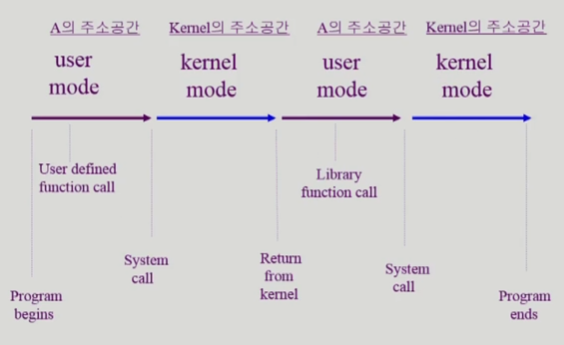 A의 주소공간
Kernel의 주소공간
A의 주소공간
Kernel의 주소공간
user
mode
kernel
mode
user
mode
kernel
mode
User defined
function call
Library
function call
System
call
Return
from
kernel
System
call
Program
begins
Program
ends